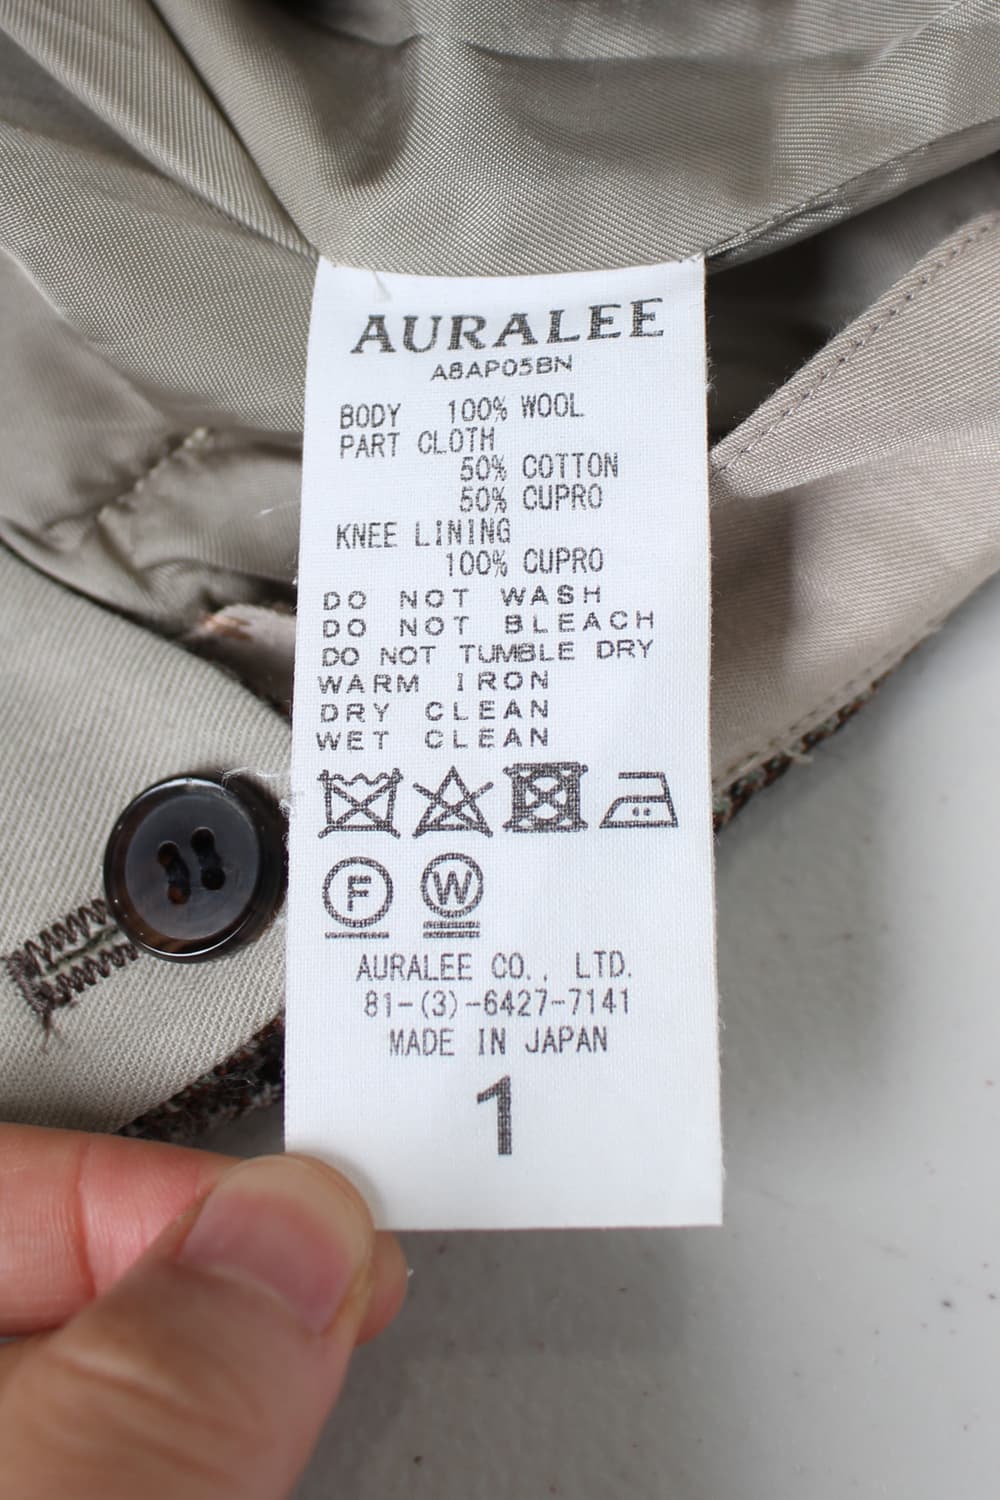 AURALEE
A8AP05BN
BODY 100% WOOL
PART CLOTH
50% COTTON
50% CUPRO
KNEE LINING
100% CUPRO
DO NOT WASH
DO NOT BLEACH
DO NOT TUMBLE DRY
WARM IRON
DRY CLEAN
WET CLEAN
F W
AURALEE CO., LTD.
81-(3)-6427-7141
MADE IN JAPAN
1